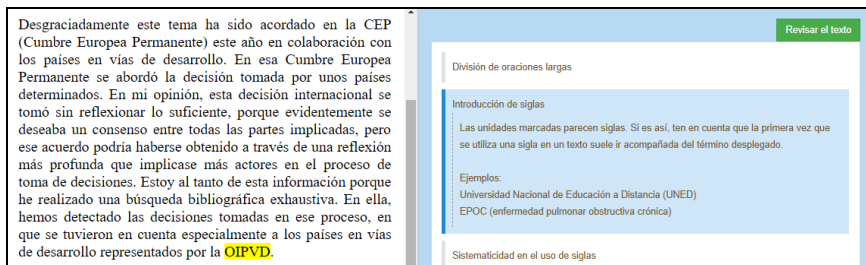 Desgraciadamente este tema ha sido acordado en la CEP
(Cumbre Europea Permanente) este año en colaboración con
los países en vías de desarrollo. En esa Cumbre Europea
Permanente se abordó la decisión tomada por unos países
determinados. En mi opinión, esta decisión internacional se
tomó sin reflexionar lo suficiente, porque evidentemente se
deseaba un consenso entre todas las partes implicadas, pero
ese acuerdo podría haberse obtenido a través de una reflexión
más profunda que implicase más actores en el proceso de
toma de decisiones. Estoy al tanto de esta información porque
he realizado una búsqueda bibliográfica exhaustiva. En ella,
hemos detectado las decisiones tomadas en ese proceso, en
que se tuvieron en cuenta especialmente a los países en vías
de desarrollo representados por la OIPVD.
Revisar el texto
División de oraciones largas
Introducción de siglas
Las unidades marcadas parecen siglas. Si es así, ten en cuenta que la primera vez que
se utiliza una sigla en un texto suele ir acompañada del término desplegado.
Ejemplos:
Universidad Nacional de Educación a Distancia (UNED)
EPOC (enfermedad pulmonar obstructiva crónica)
Sistematicidad en el uso de siglas